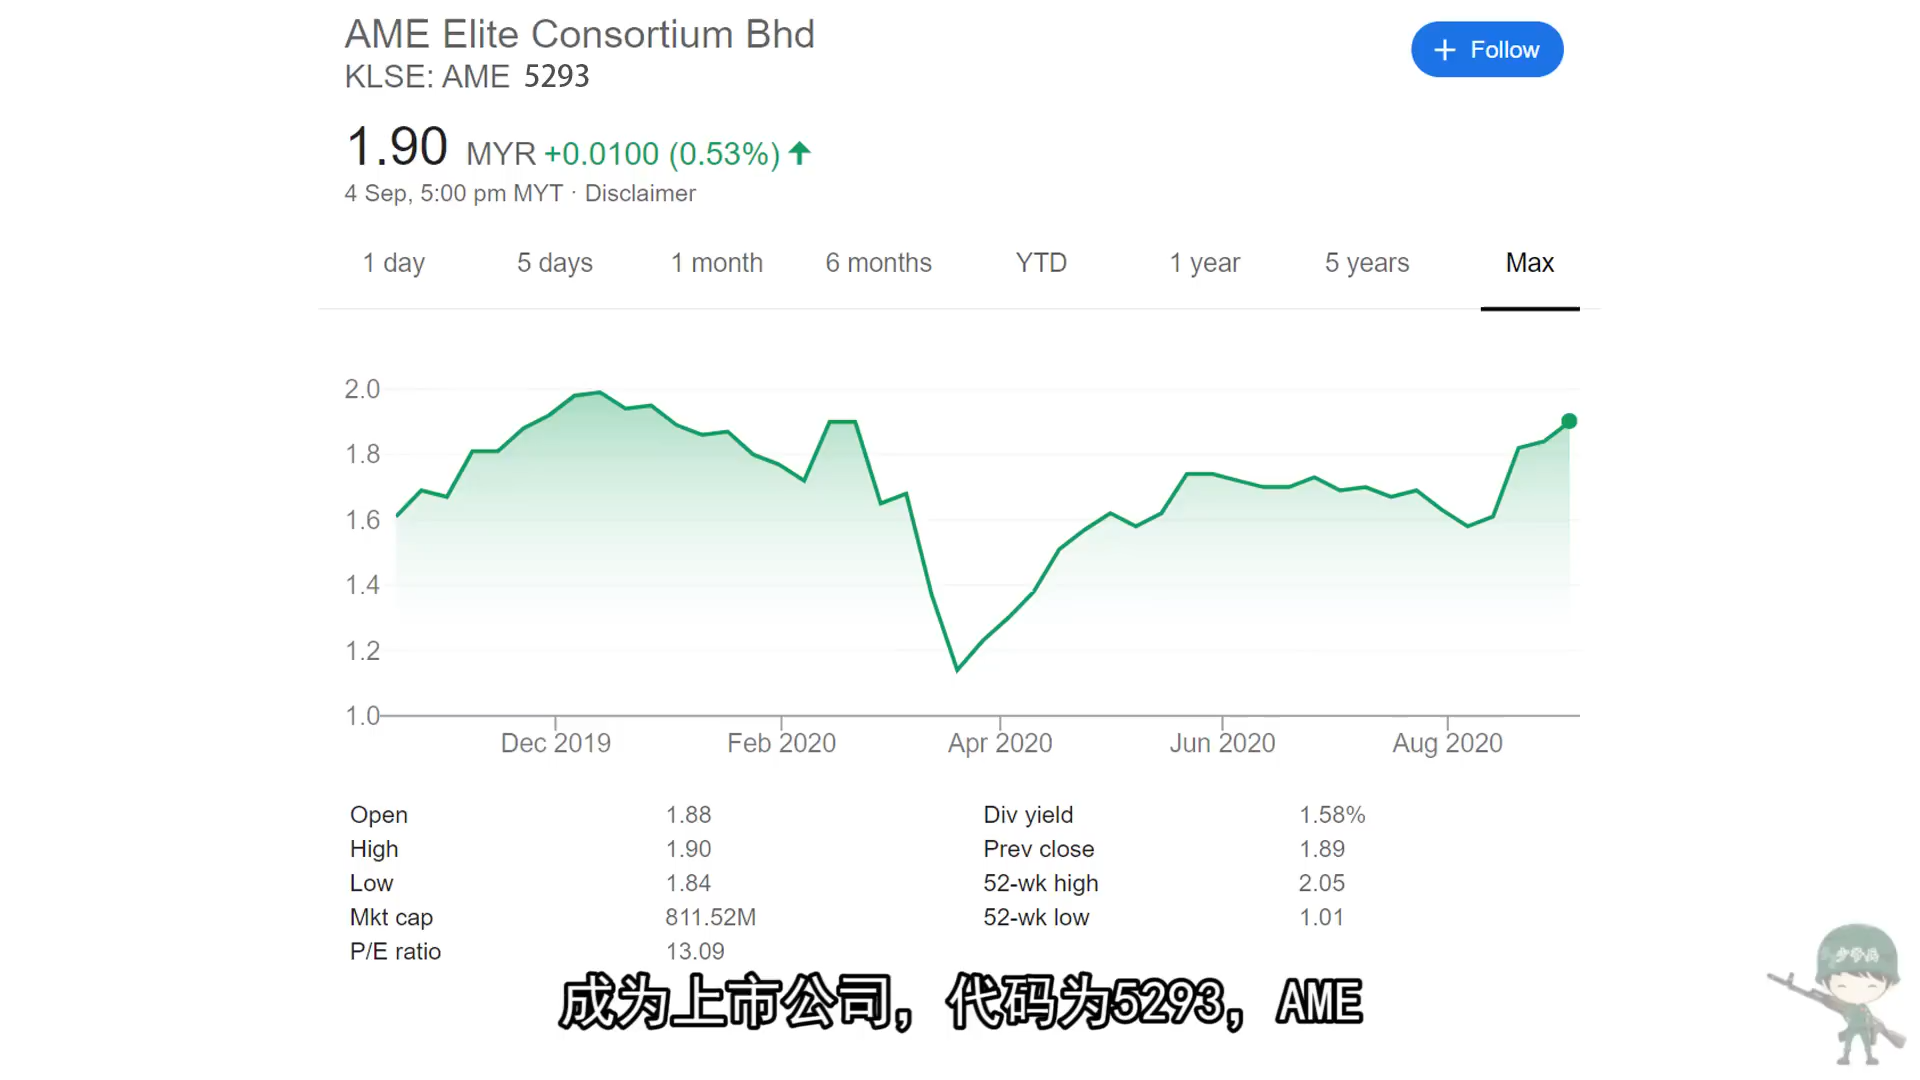 AME Elite Consortium Bhd
KLSE: AME 5293
+ Follow
1.90 MYR +0.0100 (0.53%)
4 Sep, 5:00 pm MYT · Disclaimer
1 day 5 days 1 month 6 months YTD 1 year 5 years Max
2.0
1.8
1.6
1.4
1.2
1.0
Dec 2019 Feb 2020 Apr 2020 Jun 2020 Aug 2020
Open 1.88 Div yield 1.58%
High 1.90 Prev close 1.89
Low 1.84 52-wk high 2.05
Mkt cap 811.52M 52-wk low 1.01
P/E ratio 13.09
成为上市公司，代码为5293，AME